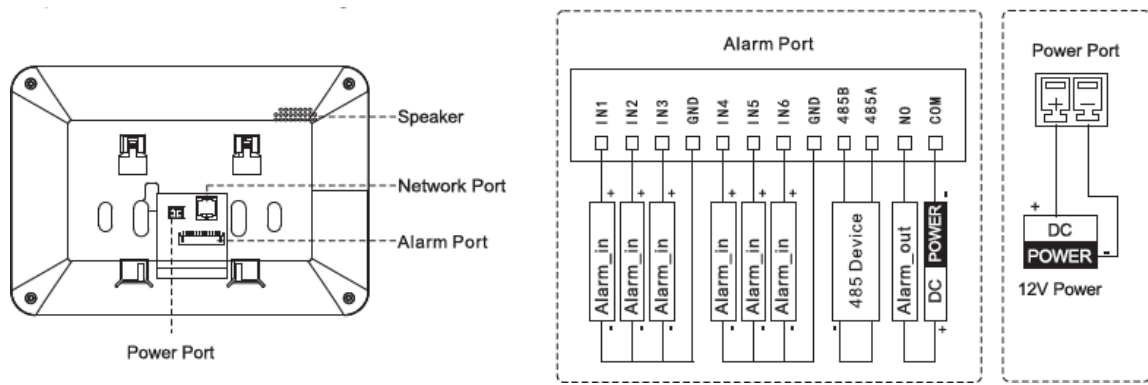 Speaker
Network Port
Alarm Port
Power Port
Alarm Port
IN1 IN2 IN3 GND IN4 IN5 IN6 GND 485B 485A NO COM
+ + + + + + -
Alarm_in Alarm_in Alarm_in Alarm_in Alarm_in Alarm_in 485 Device Alarm_out DC POWER
- - - - - - - +
Power Port
+ -
+
DC
POWER -
12V Power